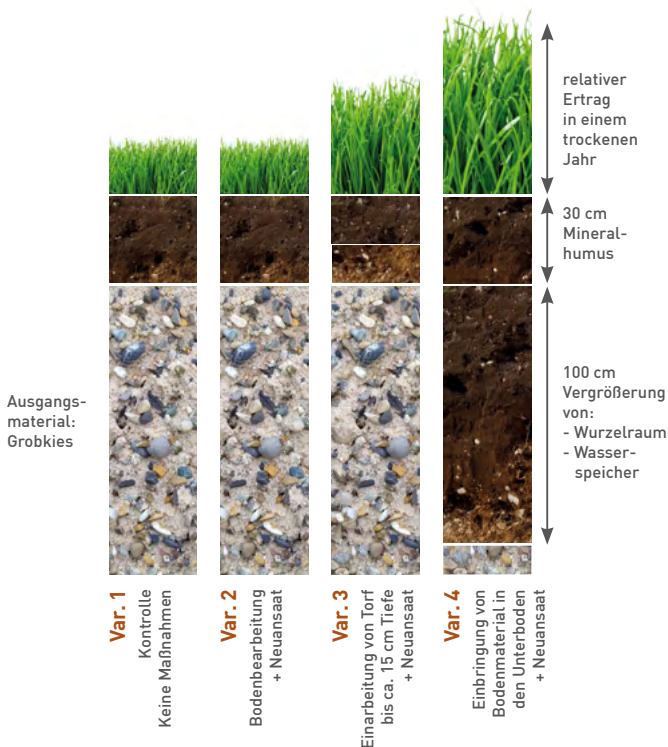 relativer
Ertrag
in einem
trockenen
Jahr
30 cm
Mineral-
humus
Ausgangs-
material:
Grobkies
100 cm
Vergrößerung
von:
- Wurzelraum
- Wasser-
speicher
Var. 1
Kontrolle
Keine Maßnahmen
Var. 2
Bodenbearbeitung
+ Neuansaat
Var. 3
Einarbeitung von Torf
bis ca. 15 cm Tiefe
+ Neuansaat
Var. 4
Einbringung von
Bodenmaterial in
den Unterboden
+ Neuansaat